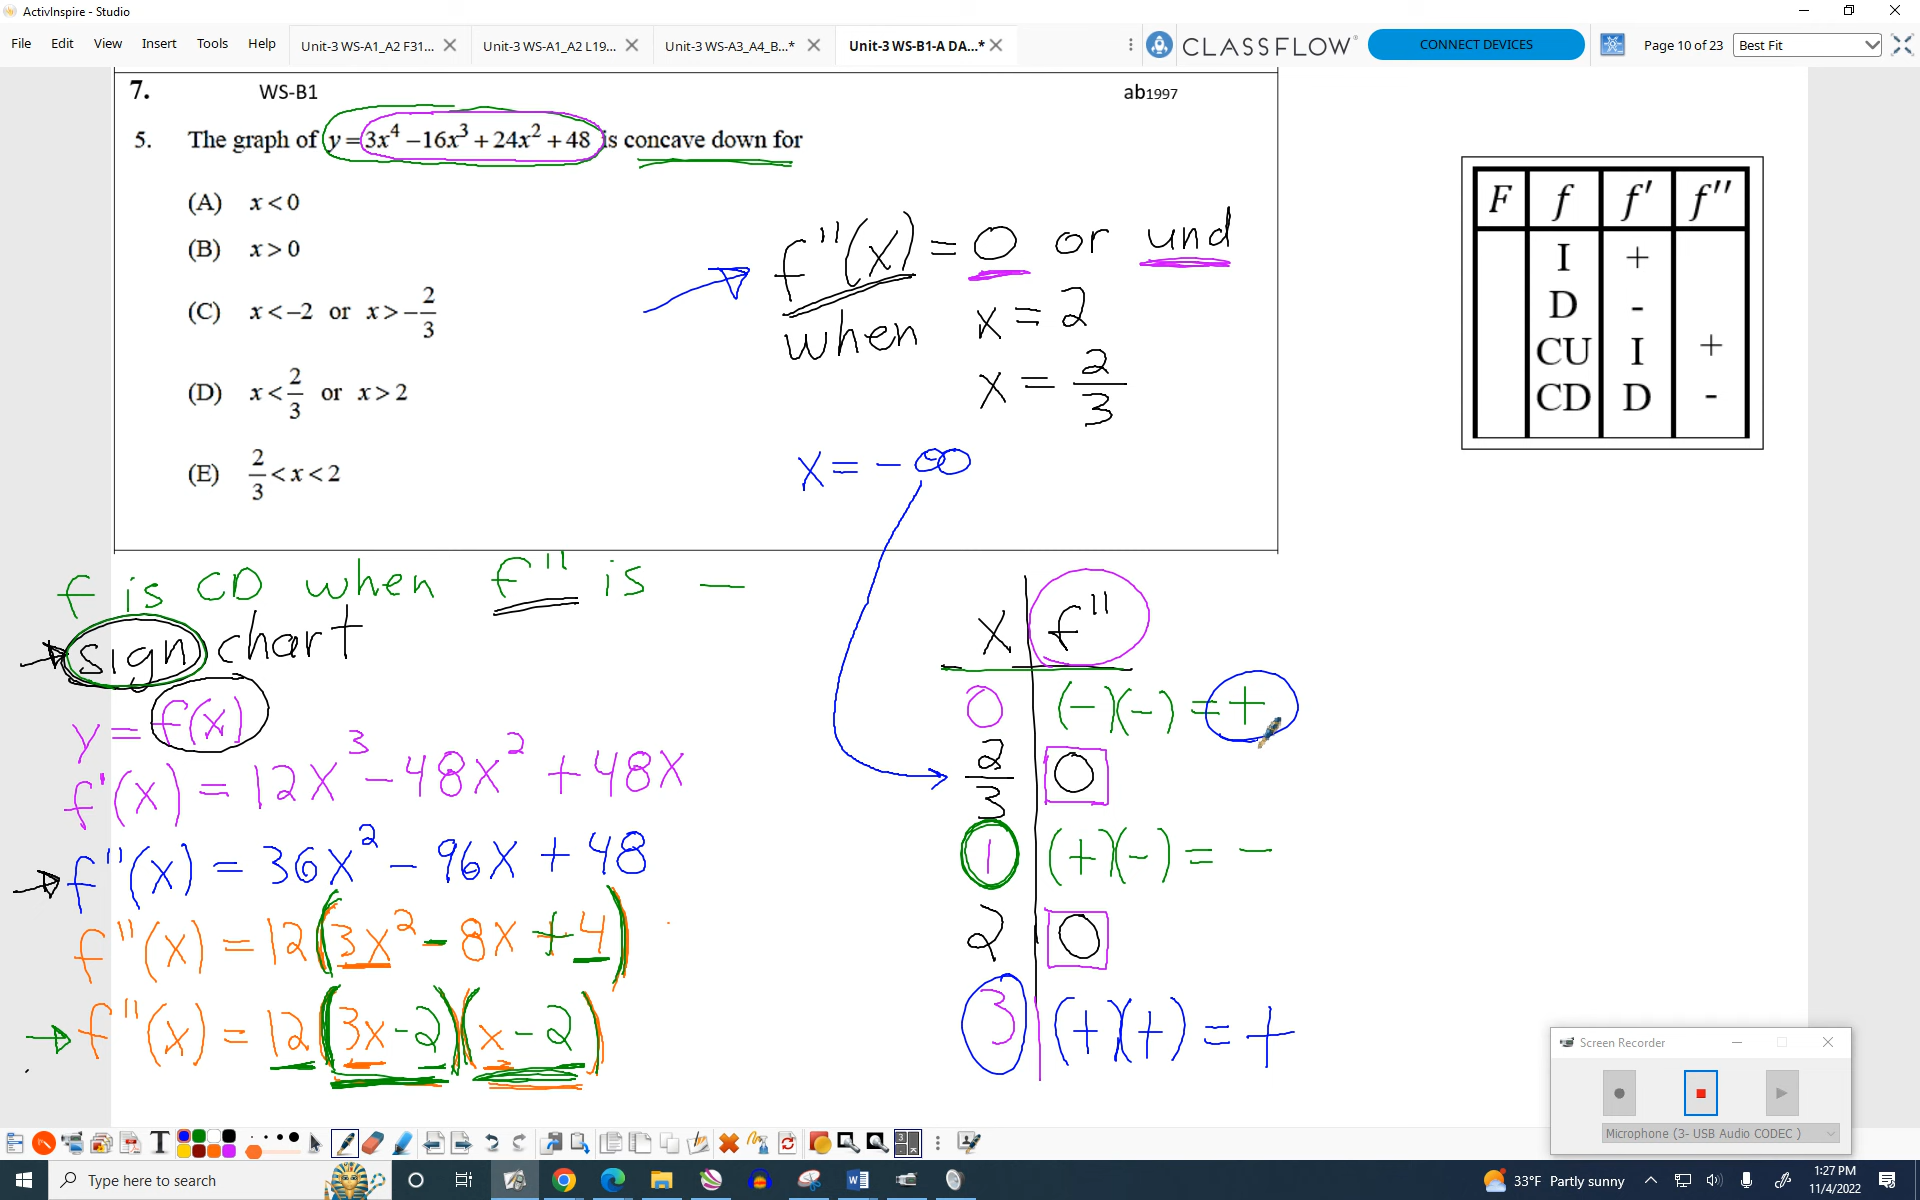 ActivInspire - Studio
File Edit View Insert Tools Help
Unit-3 WS-A1_A2 F31... Unit-3 WS-A1_A2 L19... Unit-3 WS-A3_A4_B...* Unit-3 WS-B1-A DA...*
CLASSFLOW CONNECT DEVICES Page 10 of 23 Best Fit
7. WS-B1 ab1997
5. The graph of y = 3x⁴ − 16x³ + 24x² + 48 is concave down for
(A) x < 0
(B) x > 0
(C) x < −2 or x > −2/3
(D) x < 2/3 or x > 2
(E) 2/3 < x < 2
f''(x) = 0 or und
when x = 2
x = 2/3
x = -∞
F f f' f''
I +
D -
CU I +
CD D -
f is CD when f'' is −
sign chart
y = f(x)
f'(x) = 12x³ − 48x² + 48x
f''(x) = 36x² − 96x + 48
f''(x) = 12(3x² − 8x + 4)
f''(x) = 12(3x − 2)(x − 2)
x f''
0 (−)(−) = +
2/3 0
1 (+)(−) = −
2 0
3 (+)(+) = +
Screen Recorder
Microphone (3- USB Audio CODEC )
T
Type here to search
33°F Partly sunny
1:27 PM
11/4/2022